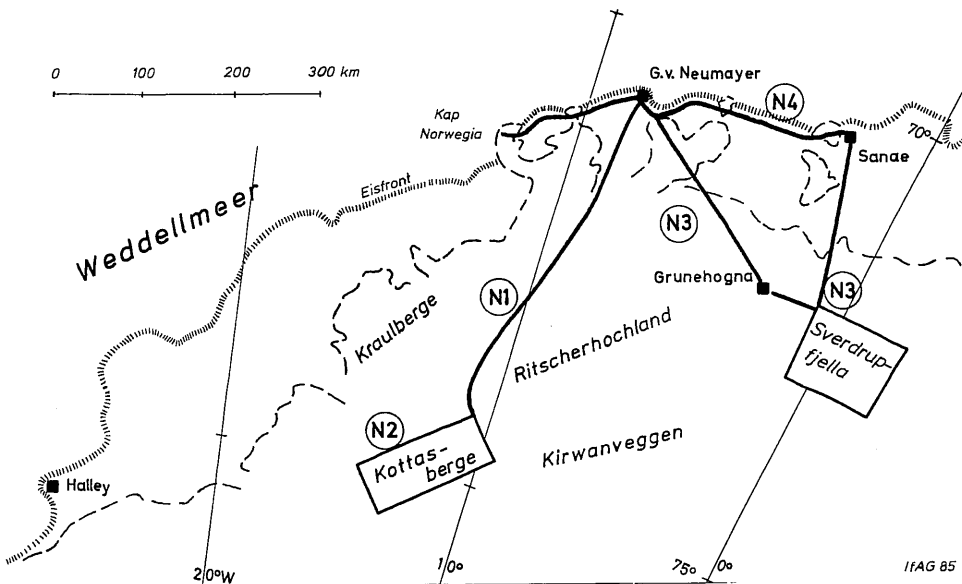 0 100 200 300 km
G.v. Neumayer
N4
Kap
Norwegia
70°
Sanae
Eisfront
Weddellmeer
N3
Grunehogna
N3
N1
Kraulberge
Ritscherhochland
Sverdrup-
fjella
N2
Kottas-
berge
Kirwanveggen
Halley
20°W
10°
75°
0°
IfAG 85